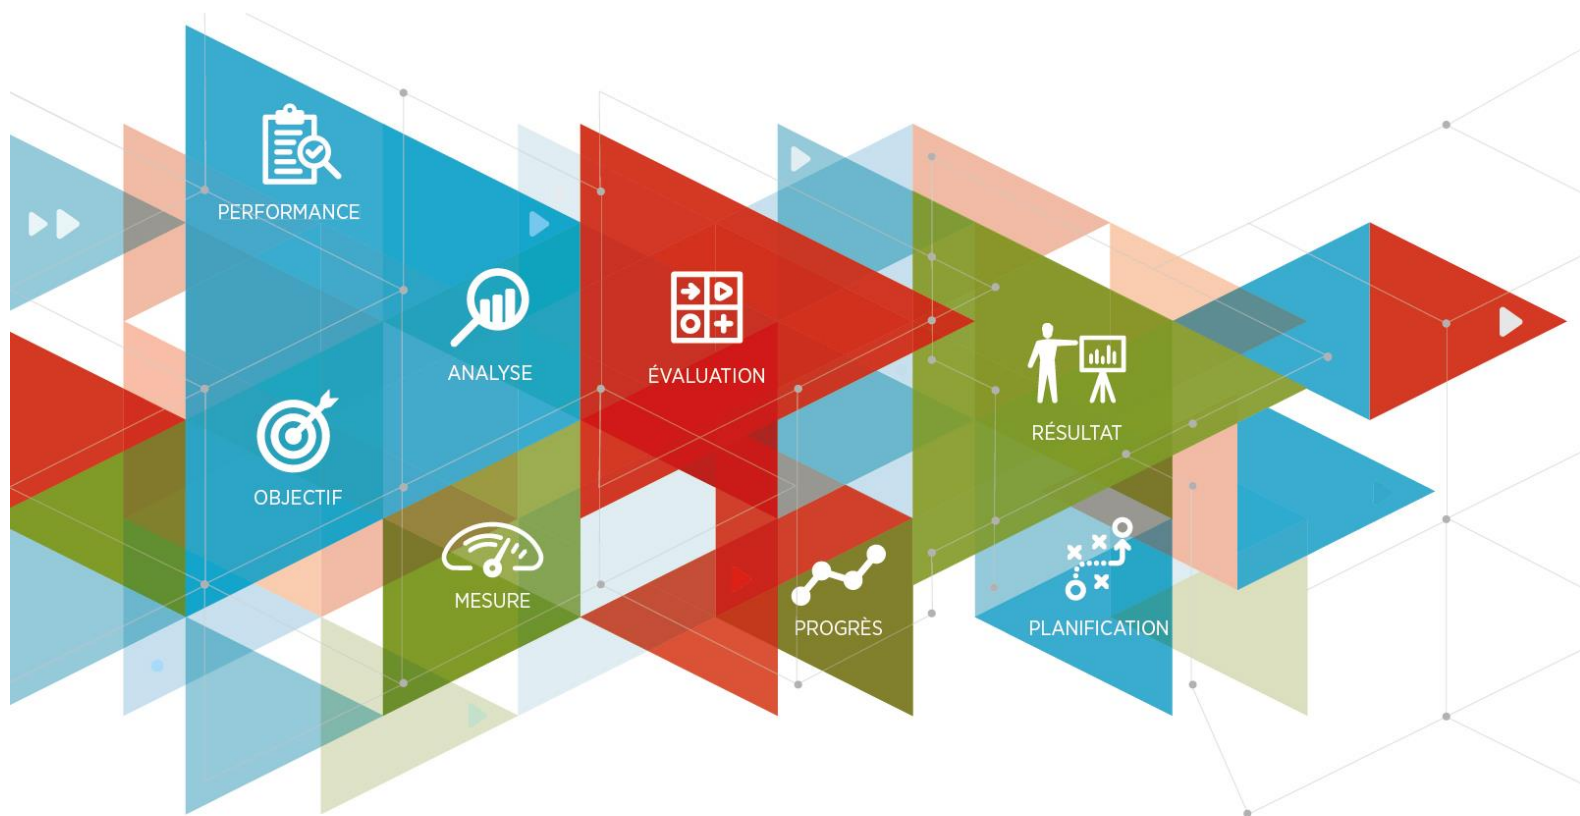 PERFORMANCE
ANALYSE
ÉVALUATION
RÉSULTAT
OBJECTIF
MESURE
PROGRÈS
PLANIFICATION